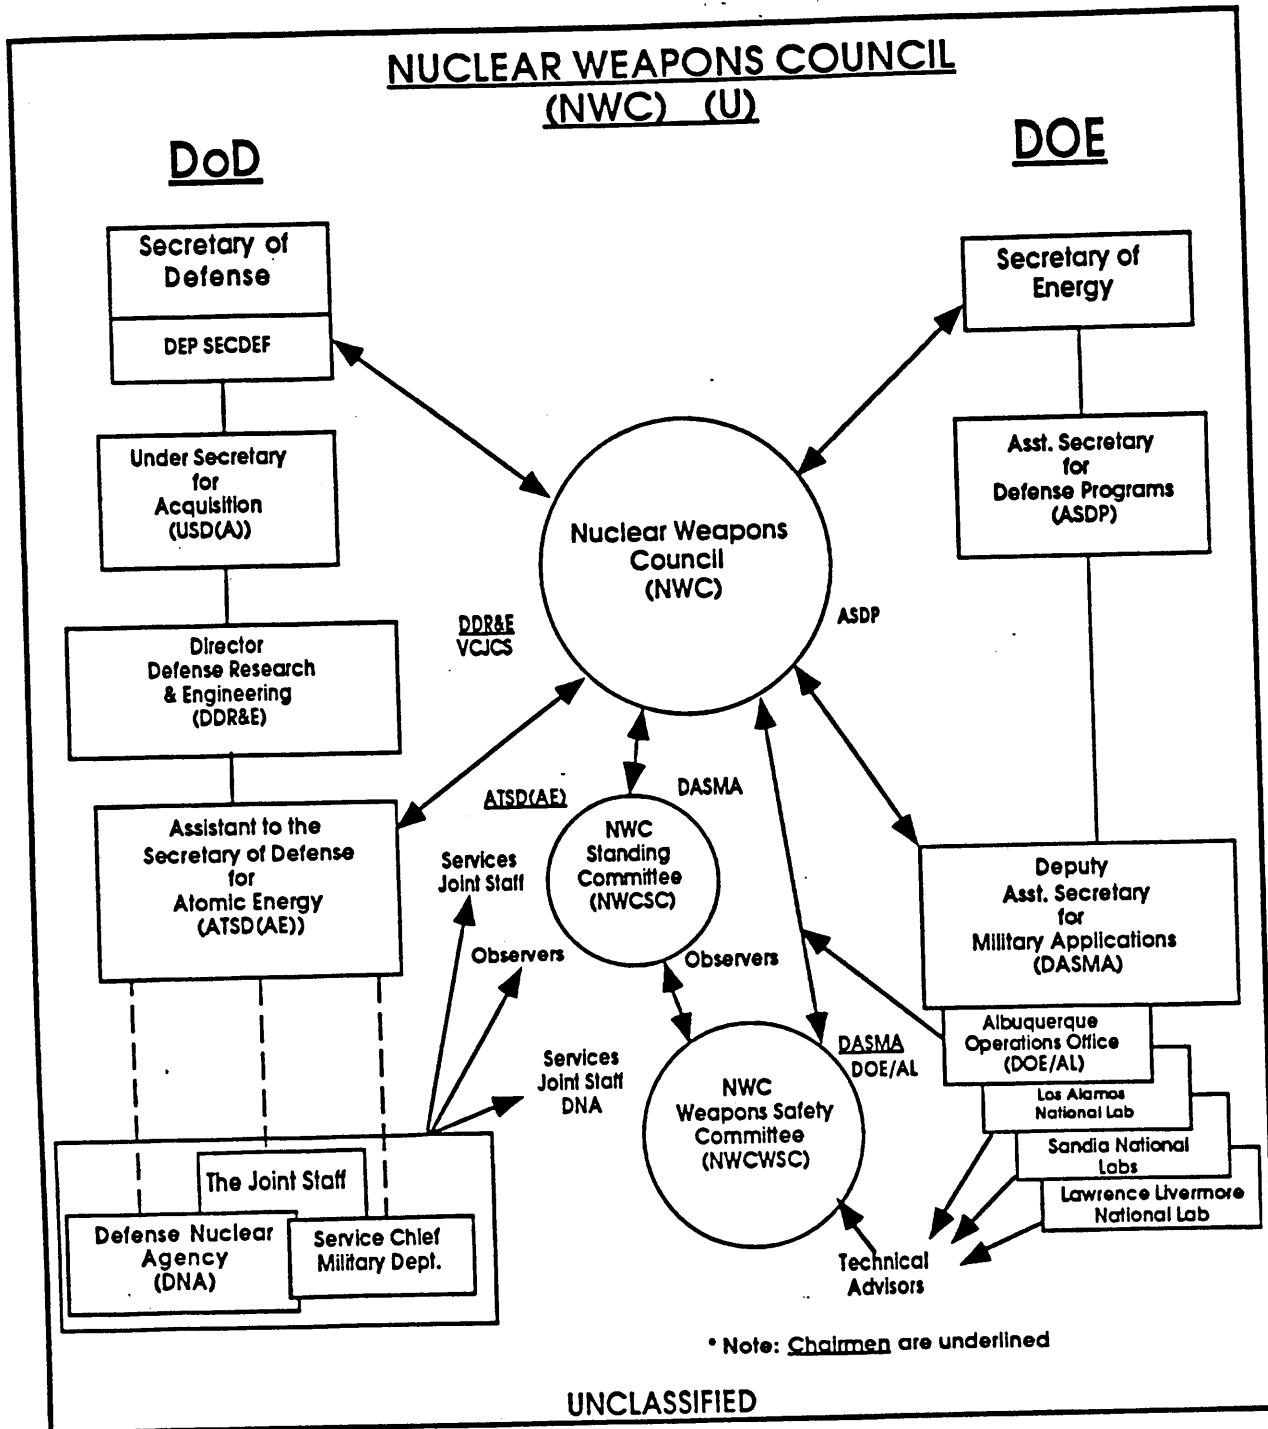 NUCLEAR WEAPONS COUNCIL
(NWC) (U)
DoD
DOE
Secretary of
Defense
DEP SECDEF
Secretary of
Energy
Under Secretary
for
Acquisition
(USD(A))
Asst. Secretary
for
Defense Programs
(ASDP)
Nuclear Weapons
Council
(NWC)
DDR&E
VCJCS
ASDP
Director
Defense Research
& Engineering
(DDR&E)
ATSD(AE)
DASMA
Assistant to the
Secretary of Defense
for
Atomic Energy
(ATSD(AE))
Services
Joint Staff
NWC
Standing
Committee
(NWCSC)
Deputy
Asst. Secretary
for
Military Applications
(DASMA)
Observers
Observers
Albuquerque
Operations Office
(DOE/AL)
Los Alamos
National Lab
Sandia National
Labs
Lawrence Livermore
National Lab
Services
Joint Staff
DNA
DASMA
DOE/AL
NWC
Weapons Safety
Committee
(NWCWSC)
The Joint Staff
Defense Nuclear
Agency
(DNA)
Service Chief
Military Dept.
Technical
Advisors
* Note: Chairmen are underlined
UNCLASSIFIED